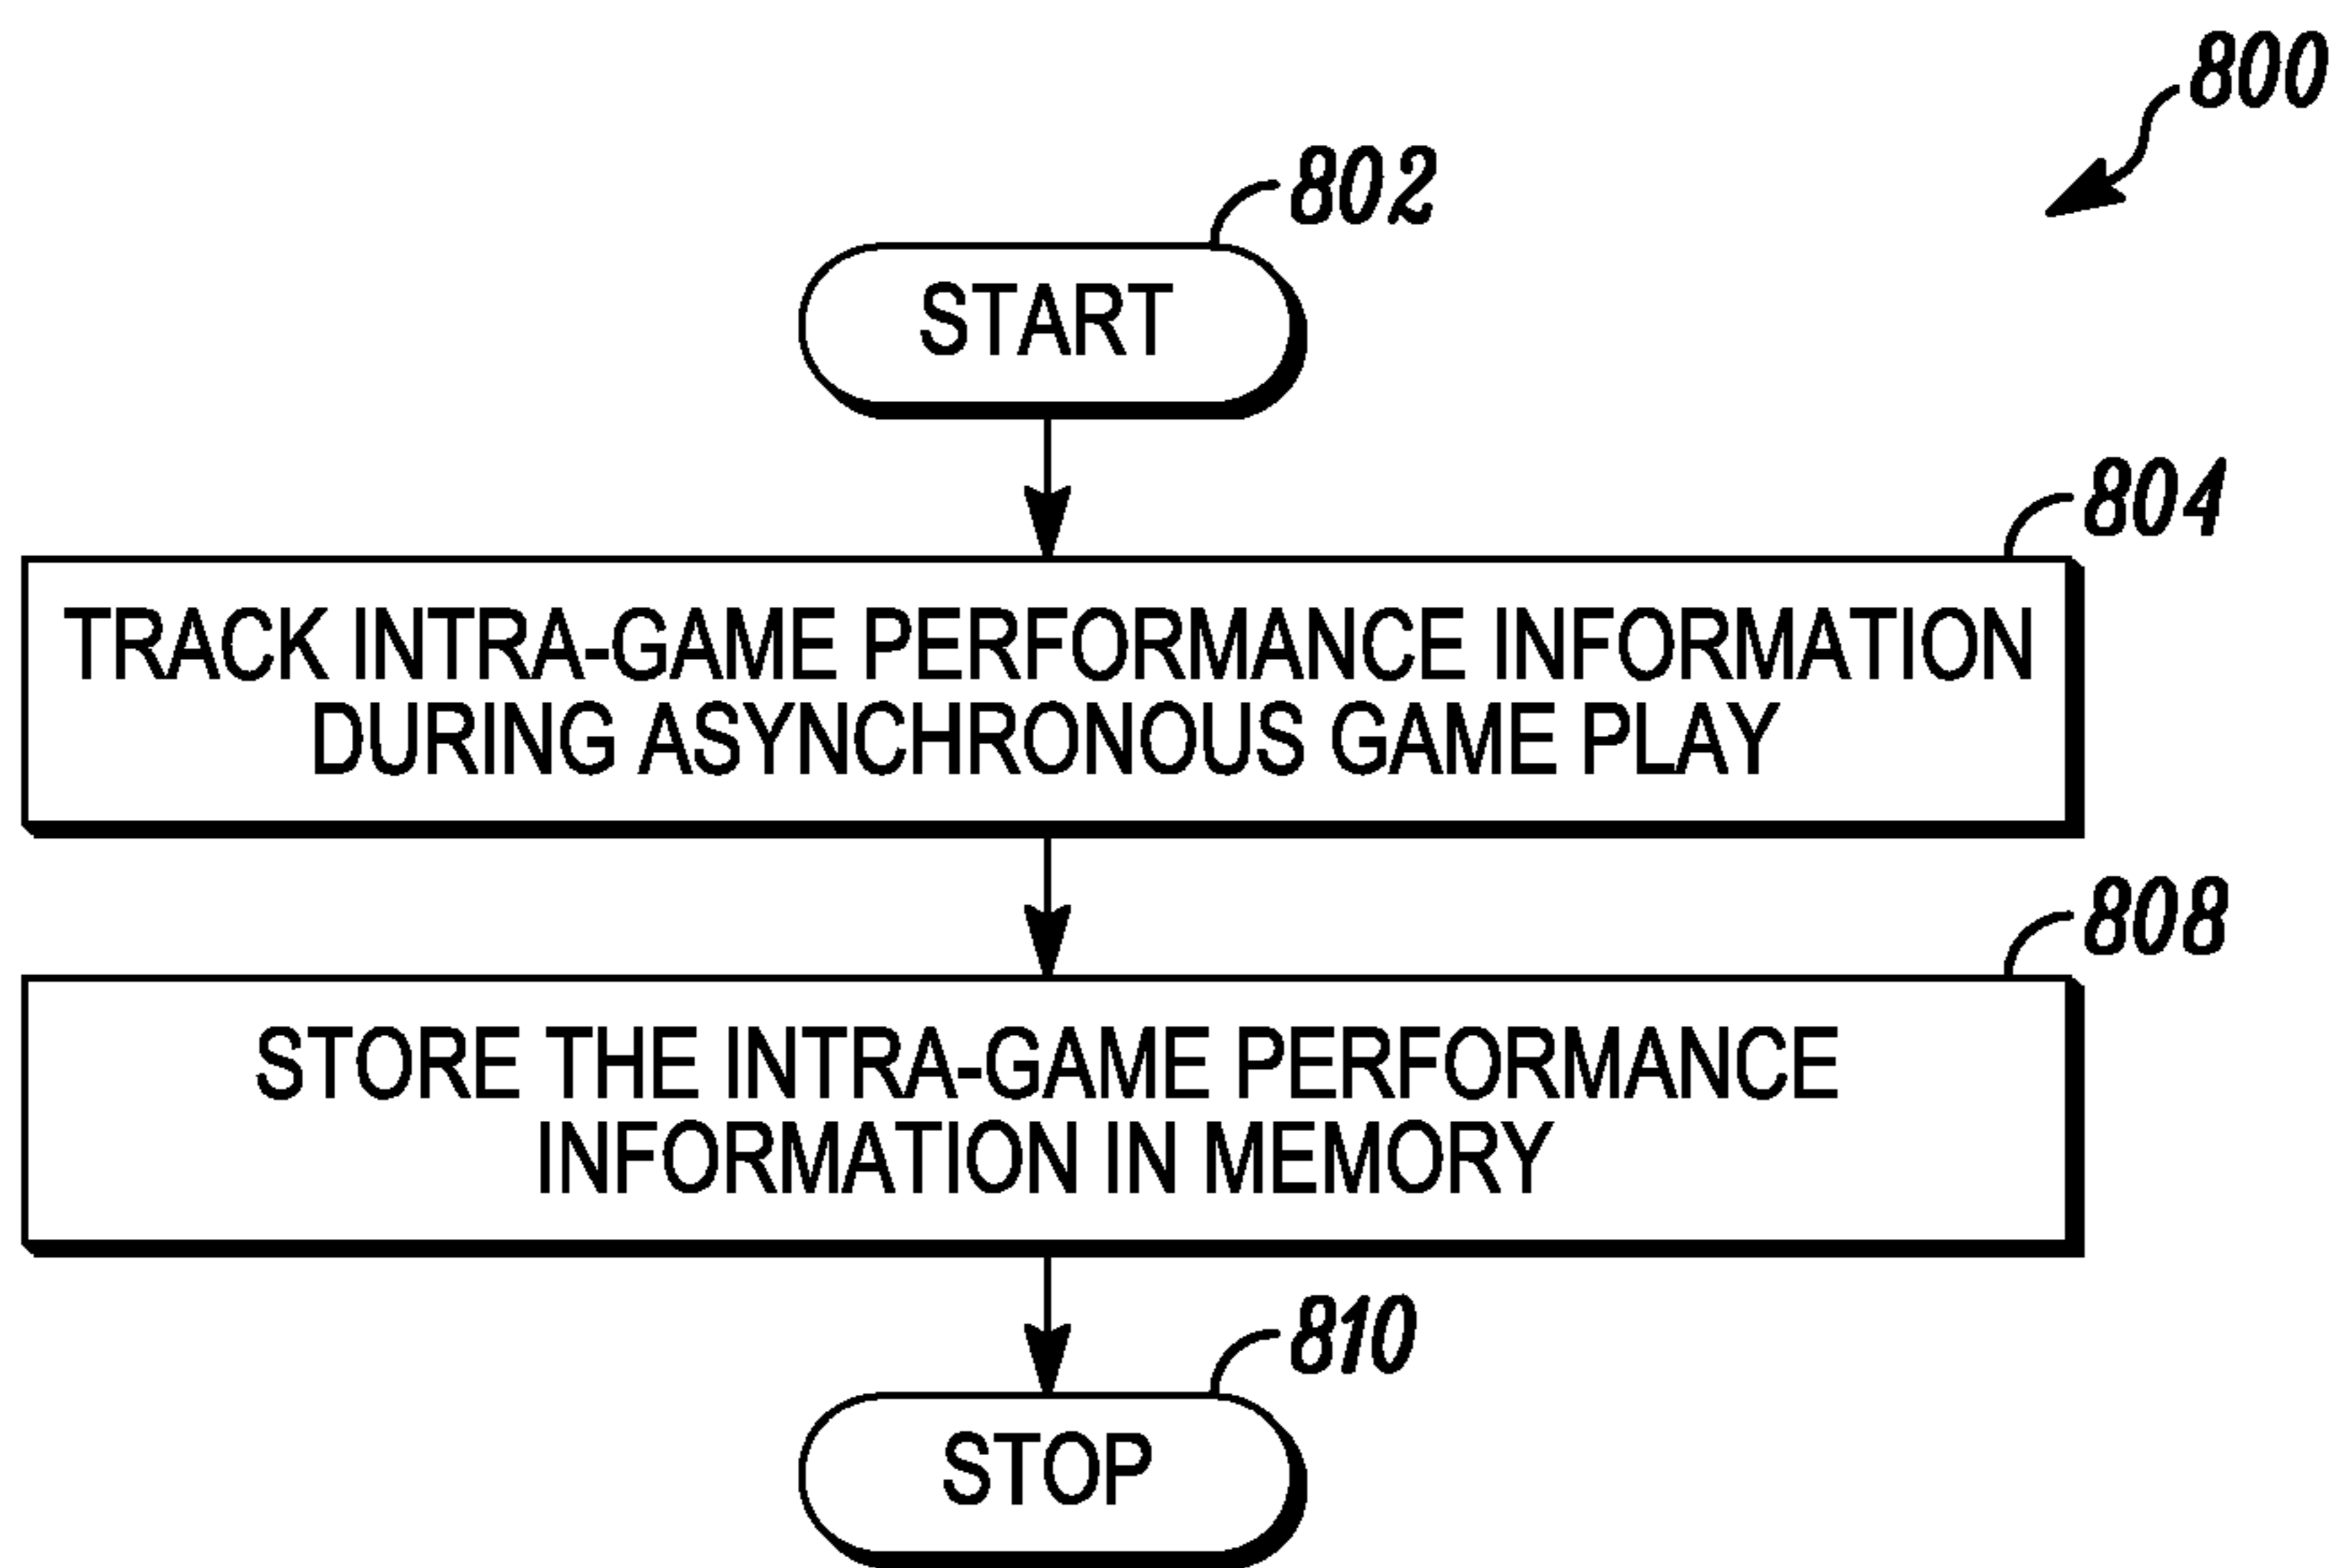 800
802
START
804
TRACK INTRA-GAME PERFORMANCE INFORMATION
DURING ASYNCHRONOUS GAME PLAY
808
STORE THE INTRA-GAME PERFORMANCE
INFORMATION IN MEMORY
810
STOP